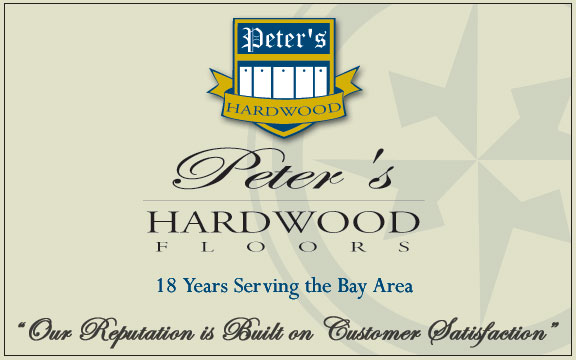 Peter's
HARDWOOD
Peter's
HARDWOOD
FLOORS
18 Years Serving the Bay Area
“Our Reputation is Built on Customer Satisfaction”